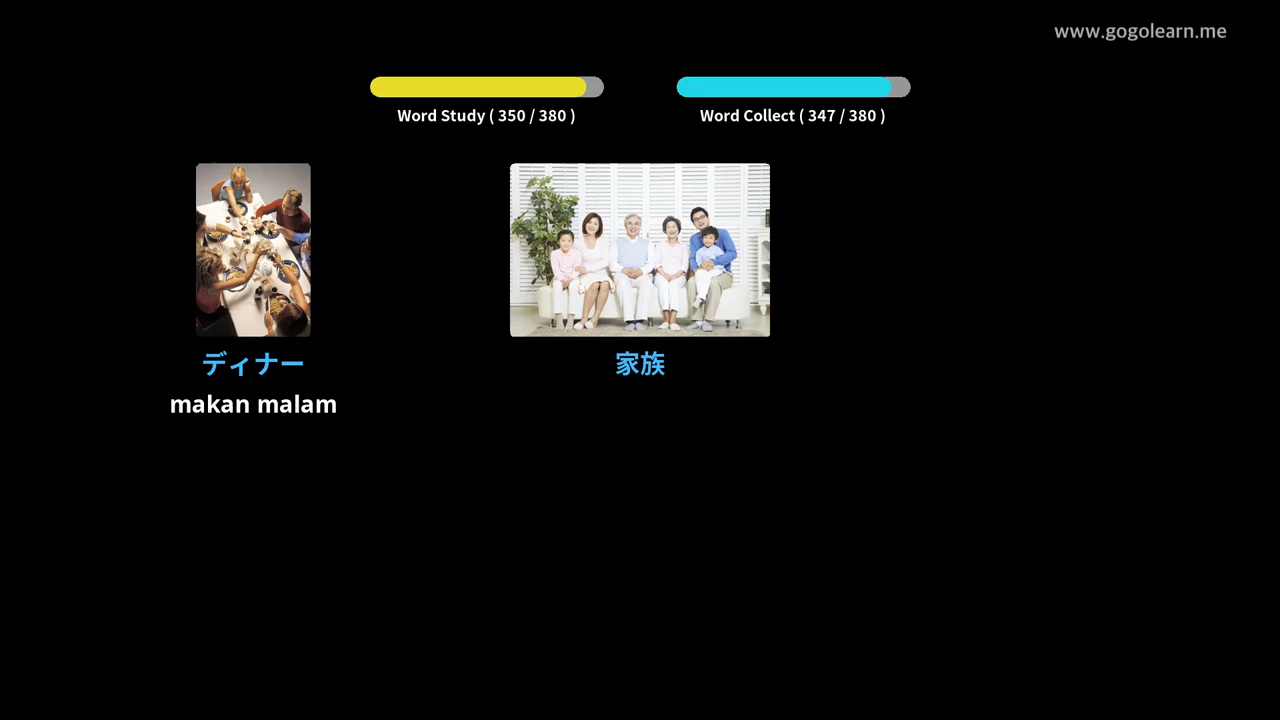 www.gogolearn.me
Word Study ( 350 / 380 )
Word Collect ( 347 / 380 )
ディナー
makan malam
家族